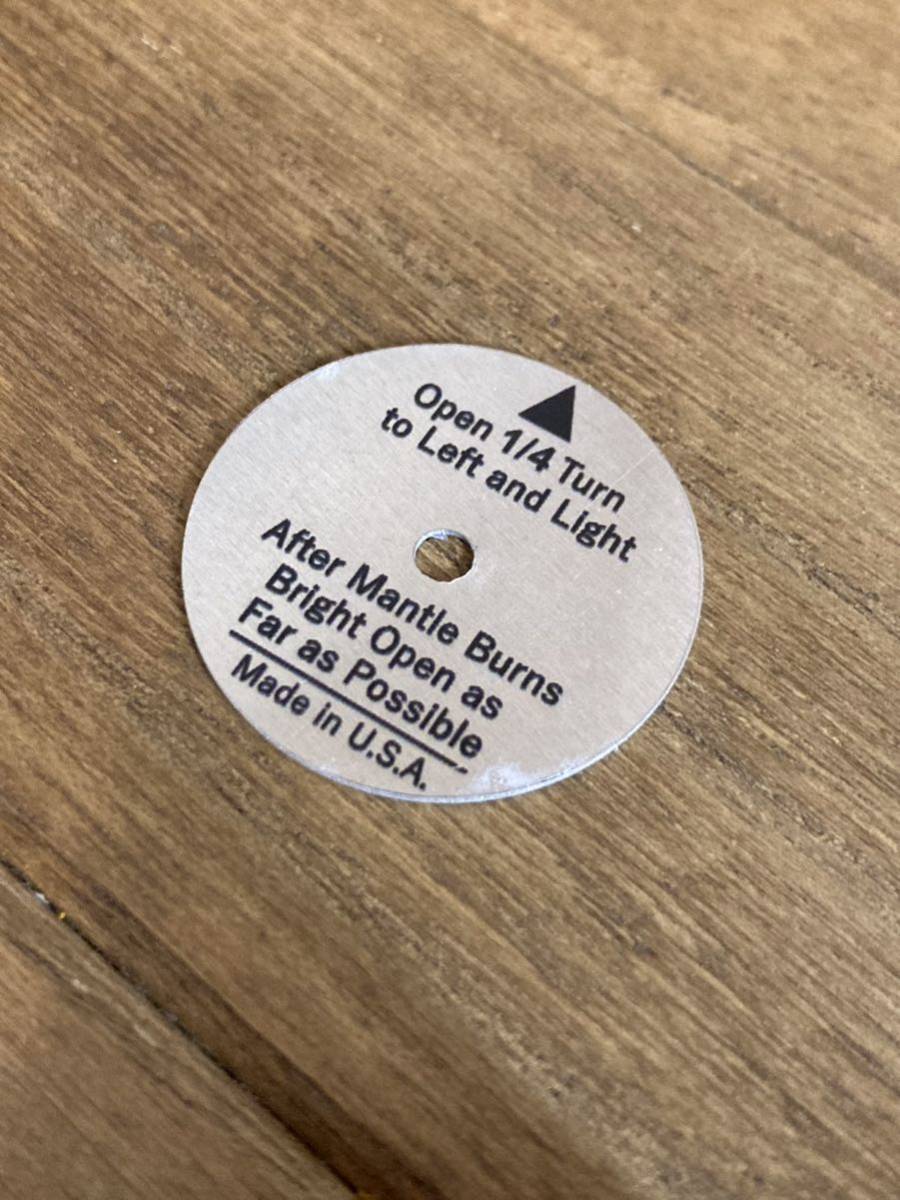 Open 1/4 Turn
to Left and Light
After Mantle Burns
Bright Open as
Far as Possible
Made in U.S.A.